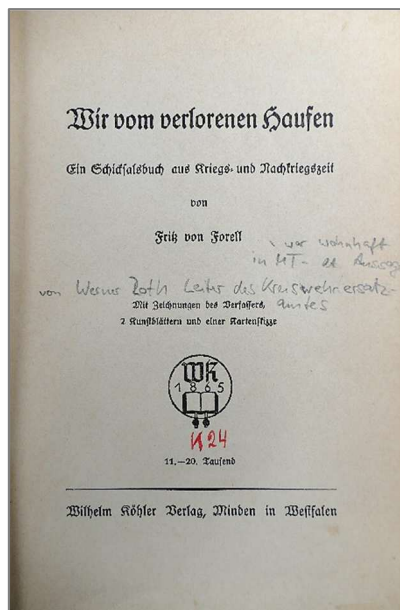 Wir vom verlorenen Haufen
Ein Schicksalsbuch aus Kriegs- und Nachkriegszeit
von
Fritz von Forell
war wohnhaft
in MT-
von Werner Roth Leiter des Kreiswehrersatz-
amtes
Mit Zeichnungen des Verfassers,
2 Kunstblättern und einer Kartenskizze
WK
1865
K 24
11.—20. Tausend
Wilhelm Köhler Verlag, Minden in Westfalen